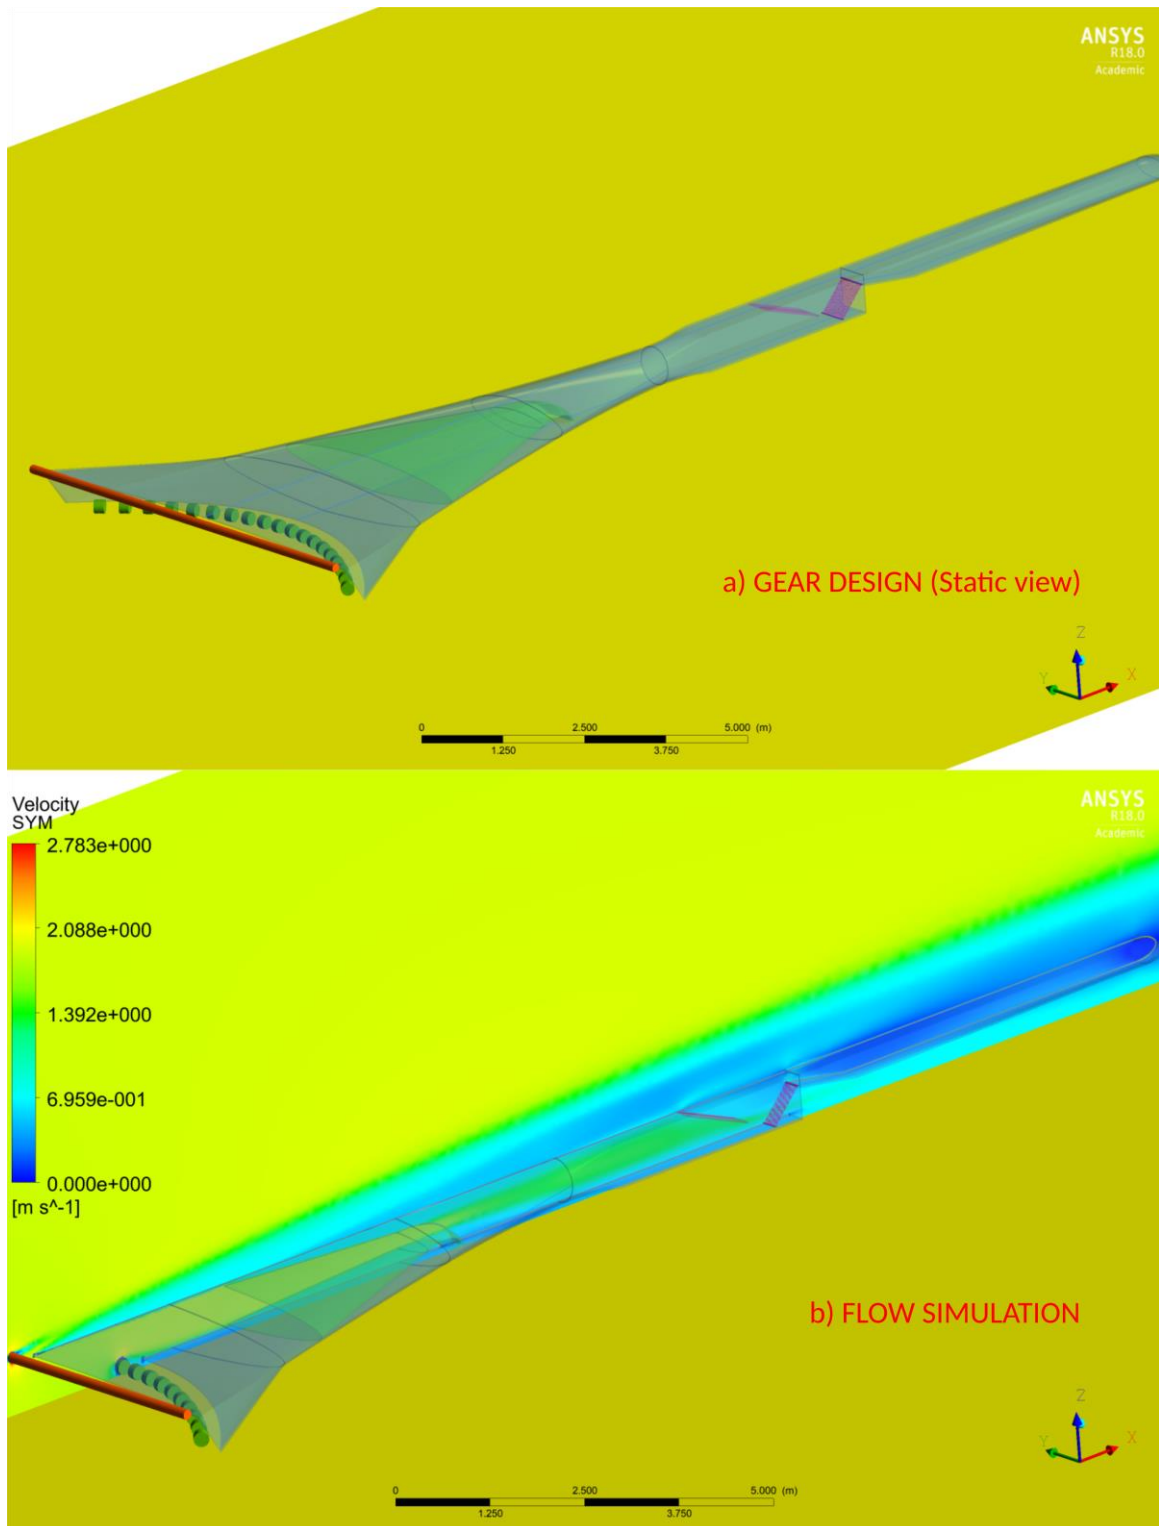 ANSYS
R18.0
Academic
a) GEAR DESIGN (Static view)
Z
Y X
0 2.500 5.000 (m)
1.250 3.750
Velocity
SYM
2.783e+000
2.088e+000
1.392e+000
6.959e-001
0.000e+000
[m s^-1]
ANSYS
R18.0
Academic
b) FLOW SIMULATION
Z
Y X
0 2.500 5.000 (m)
1.250 3.750